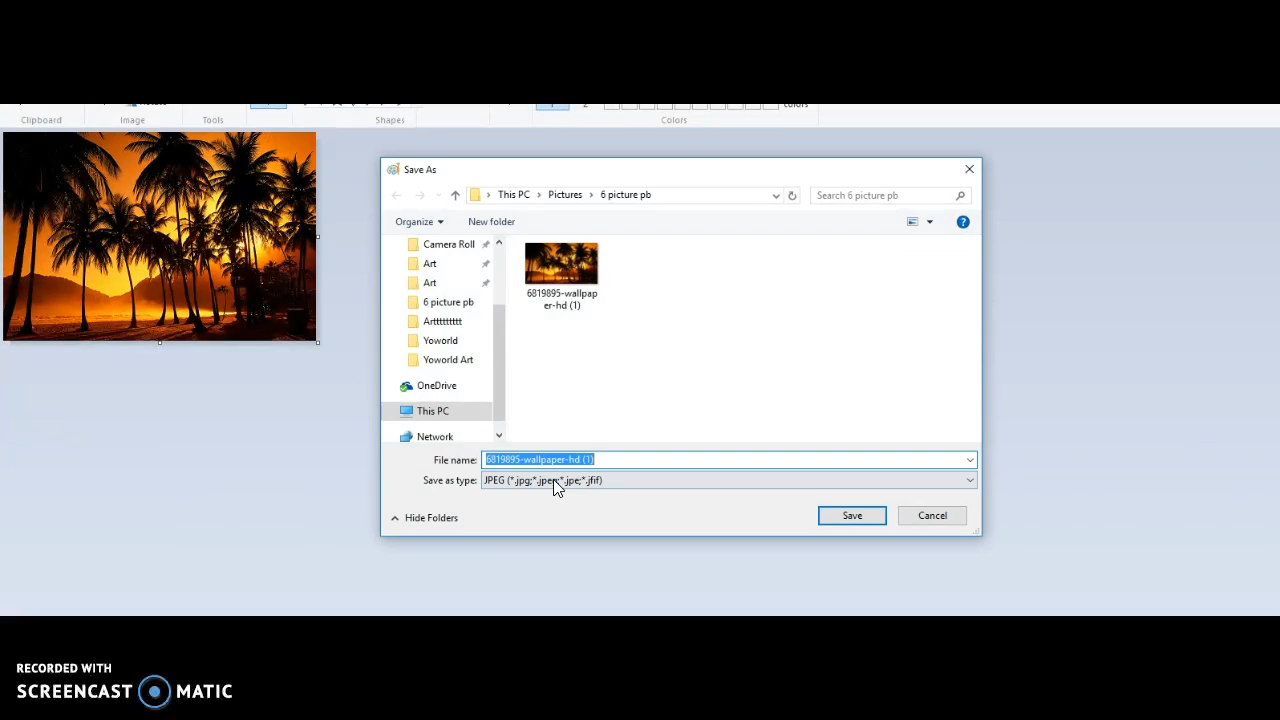 colors
Clipboard
Image
Tools
Shapes
Colors
Save As
This PC
Pictures
6 picture pb
Search 6 picture pb
Organize
New folder
?
Camera Roll
Art
Art
6 picture pb
Arttttttttt
Yoworld
Yoworld Art
OneDrive
This PC
Network
6819895-wallpap
er-hd (1)
File name: 6819895-wallpaper-hd (1)
Save as type: JPEG (*.jpg;*.jpeg;*.jpe;*.jfif)
Hide Folders
Save
Cancel
RECORDED WITH
SCREENCAST MATIC